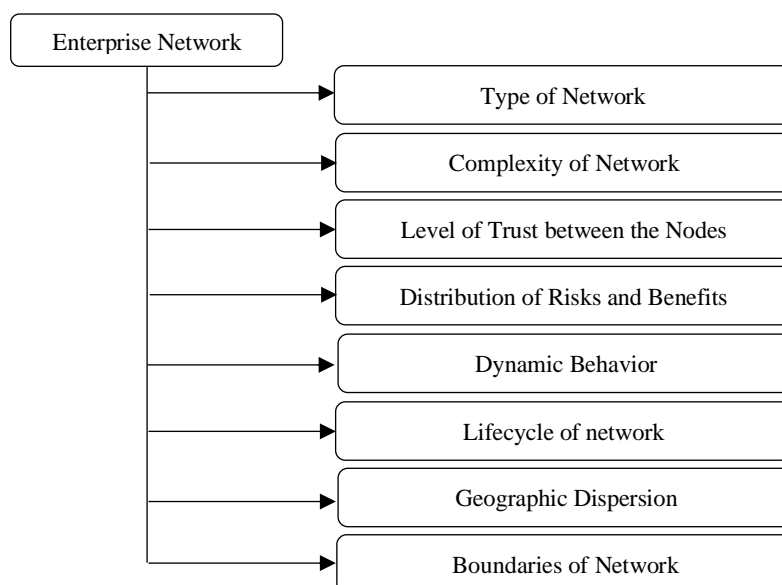 Enterprise Network
Type of Network
Complexity of Network
Level of Trust between the Nodes
Distribution of Risks and Benefits
Dynamic Behavior
Lifecycle of network
Geographic Dispersion
Boundaries of Network